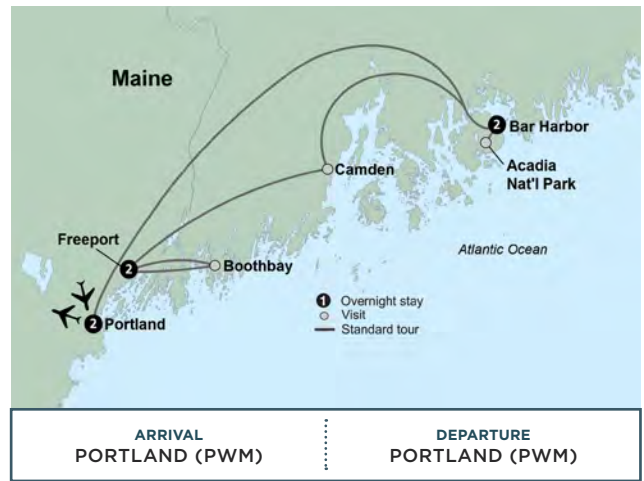 Maine
2 Bar Harbor
Acadia
Nat'l Park
Camden
Freeport
2
Boothbay
Atlantic Ocean
2 Portland
1 Overnight stay
Visit
Standard tour
ARRIVAL
PORTLAND (PWM)
DEPARTURE
PORTLAND (PWM)